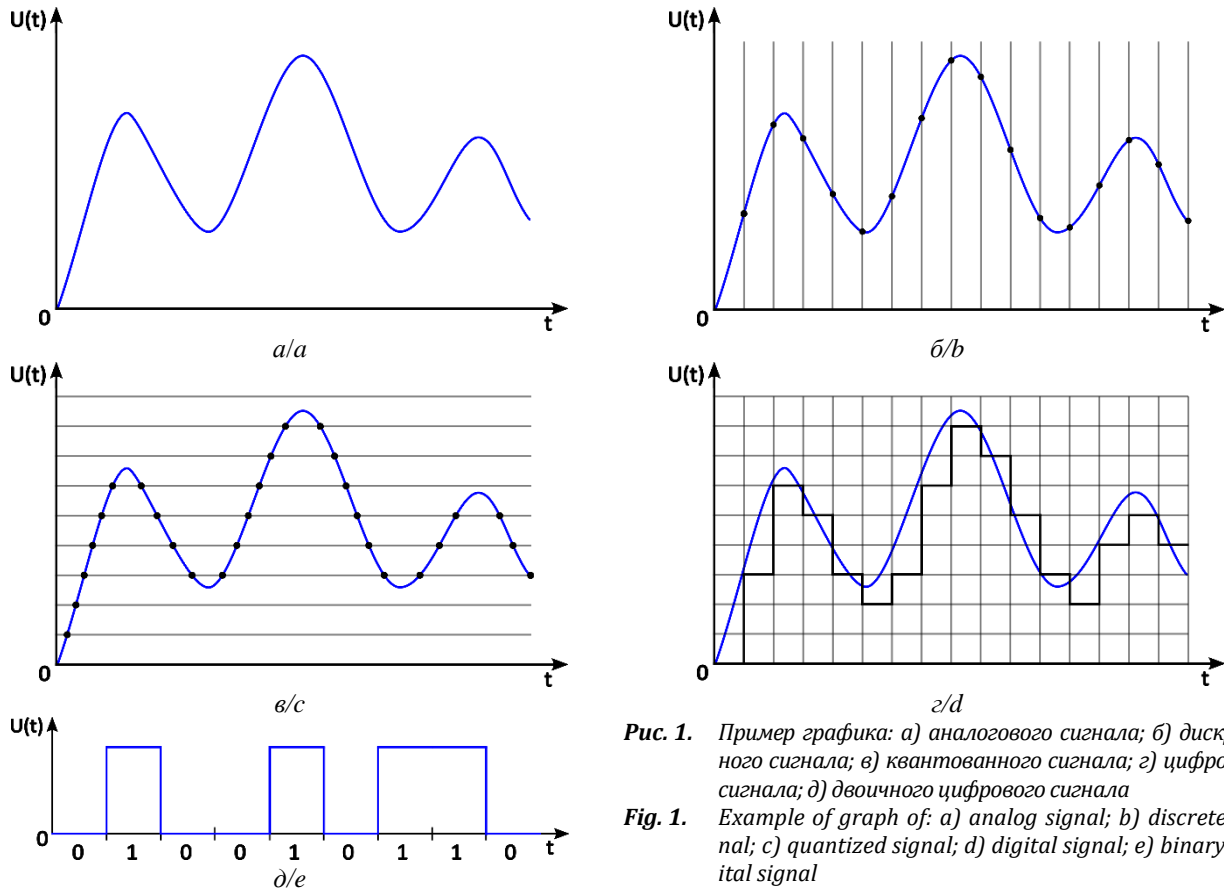 U(t)
0
t
а/a
U(t)
0
t
б/b
U(t)
0
t
в/c
U(t)
0
t
г/d
U(t)
0
0 1 0 0 1 0 1 1 0
t
д/e
Рис. 1. Пример графика: а) аналогового сигнала; б) диск
ного сигнала; в) квантованного сигнала; г) цифро
сигнала; д) двоичного цифрового сигнала
Fig. 1. Example of graph of: a) analog signal; b) discrete
nal; c) quantized signal; d) digital signal; e) binary
ital signal